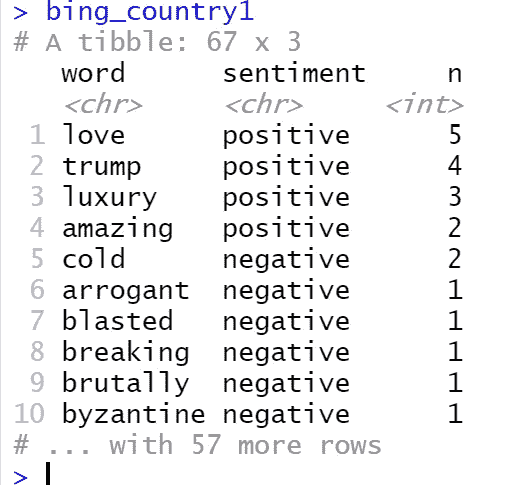 > bing_country1
# A tibble: 67 x 3
word sentiment n
<chr> <chr> <int>
1 love positive 5
2 trump positive 4
3 luxury positive 3
4 amazing positive 2
5 cold negative 2
6 arrogant negative 1
7 blasted negative 1
8 breaking negative 1
9 brutally negative 1
10 byzantine negative 1
# ... with 57 more rows
>